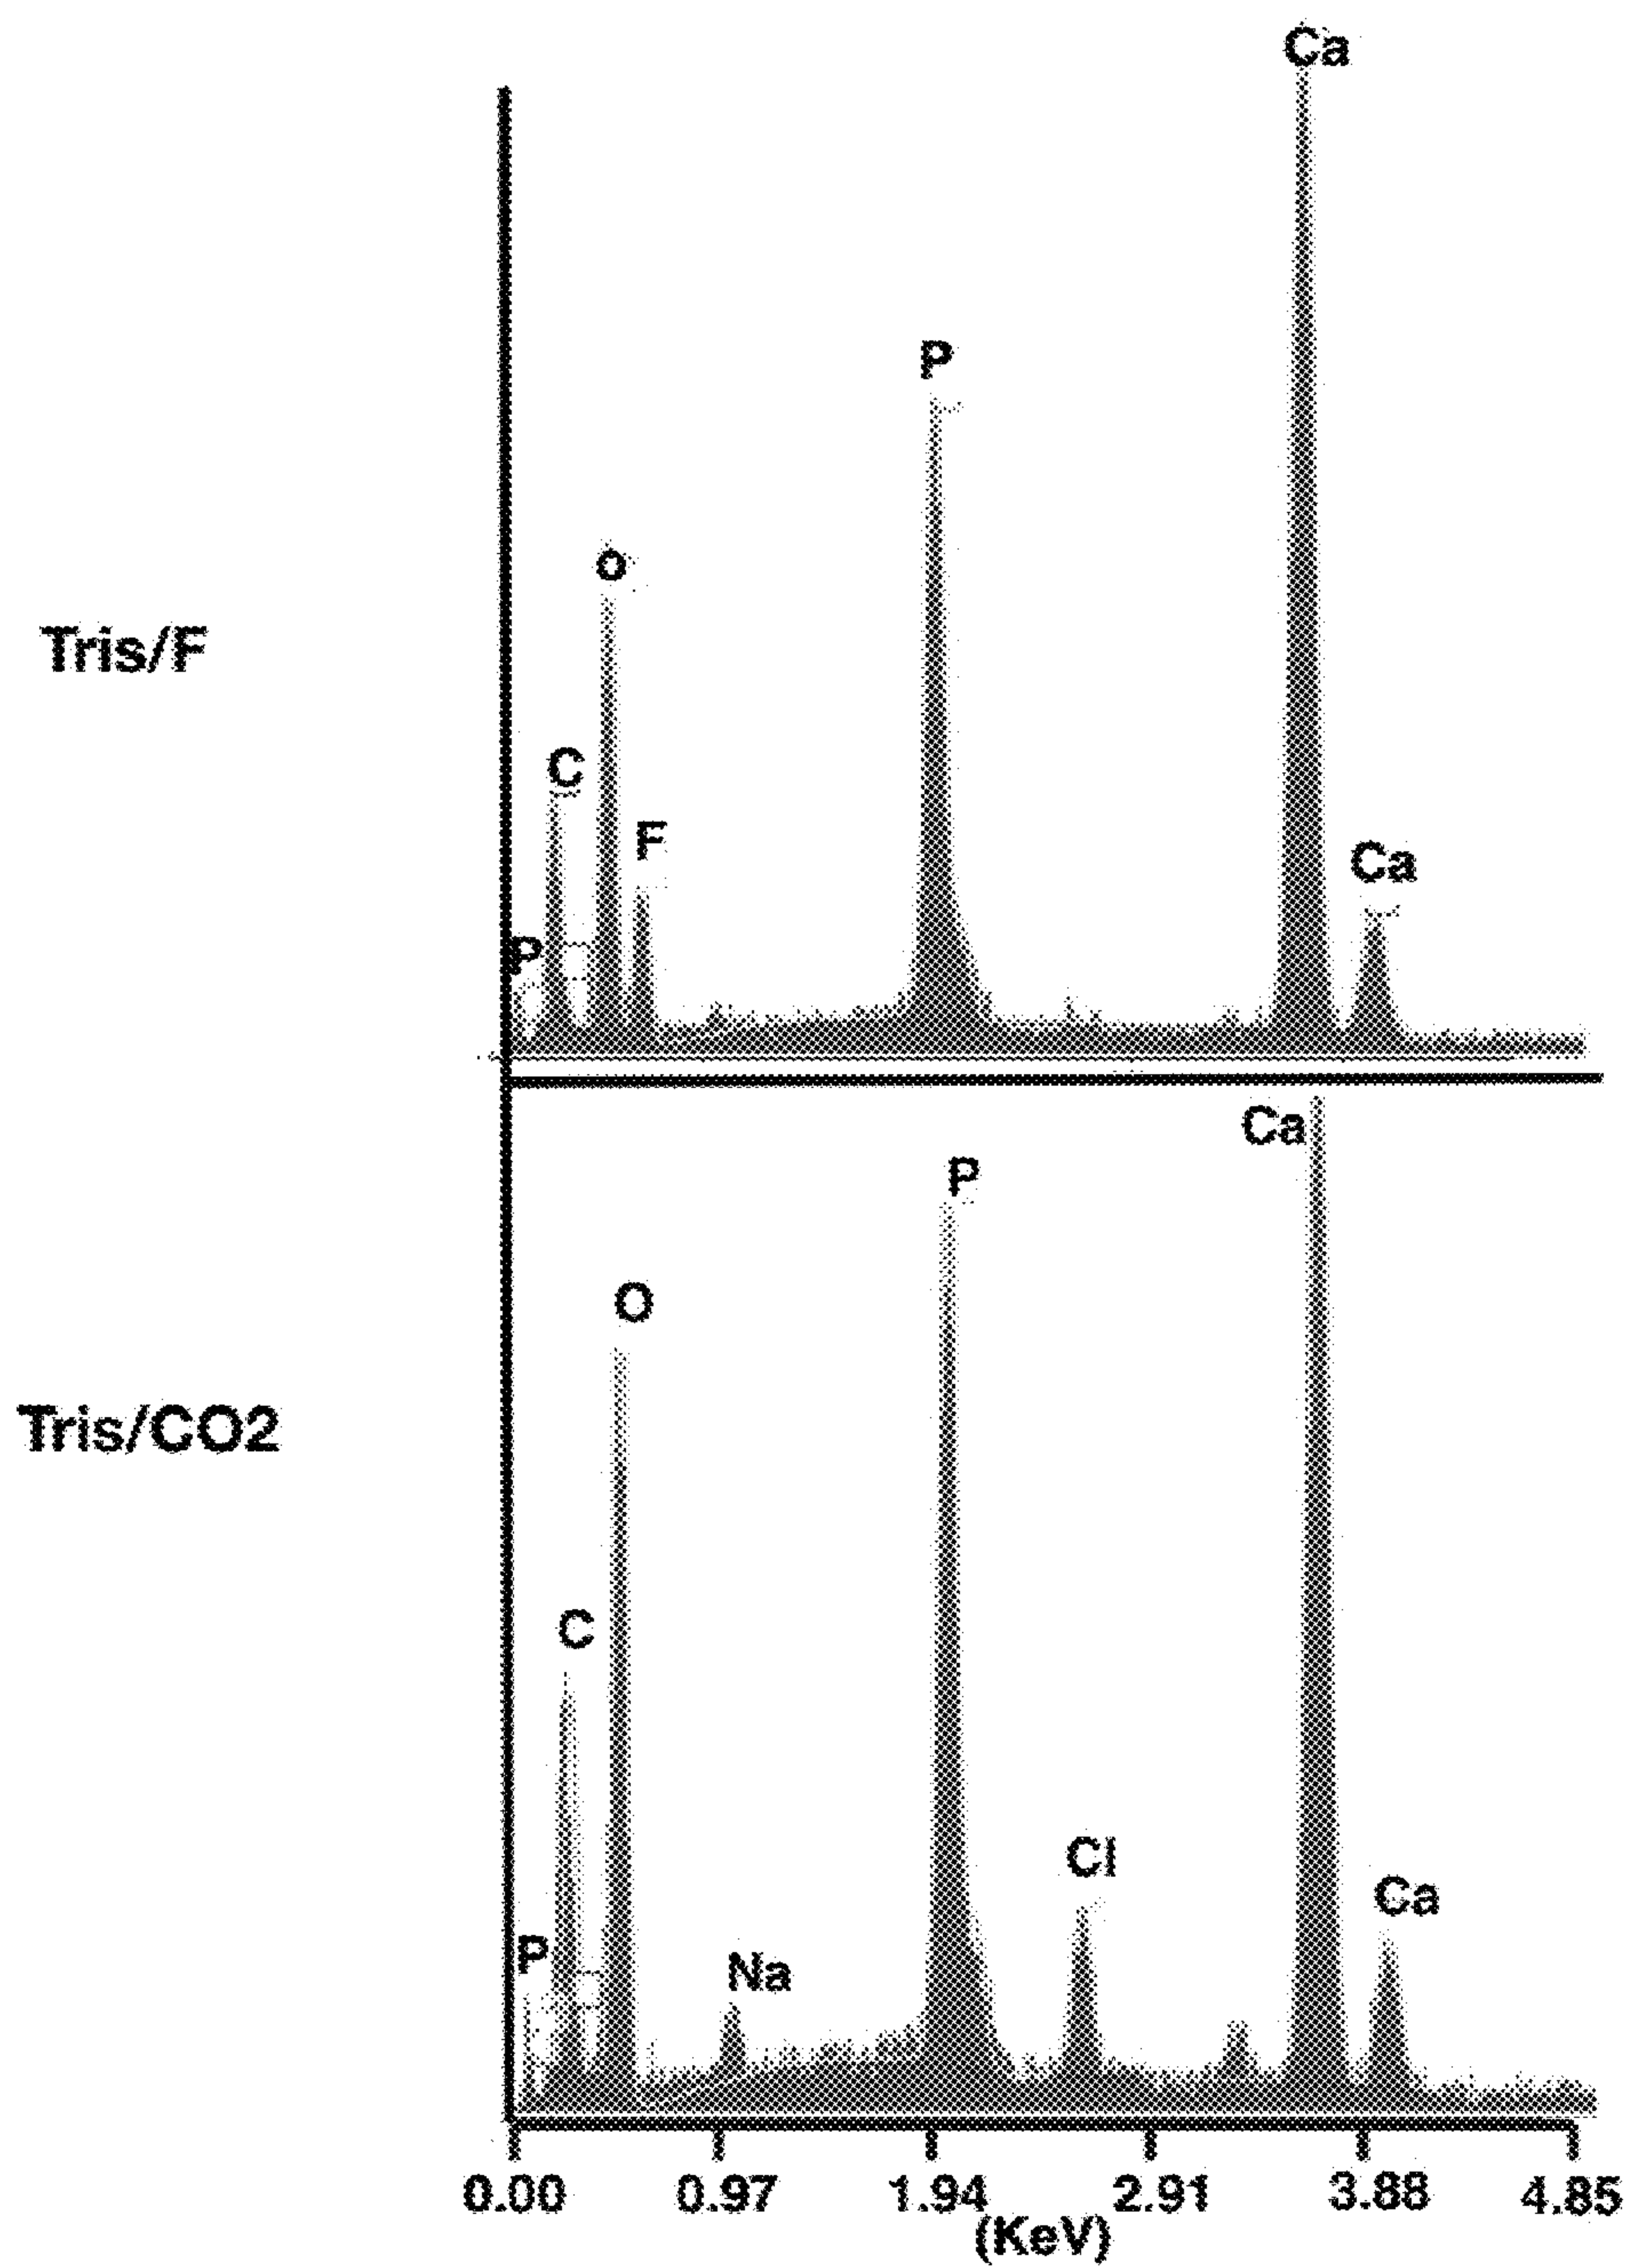 Ca
P
o
Tris/F
C
F
Ca
P
Ca
P
O
Tris/CO2
C
Cl
Ca
P
Na
0.00 0.97 1.94 2.91 3.88 4.85
(KeV)